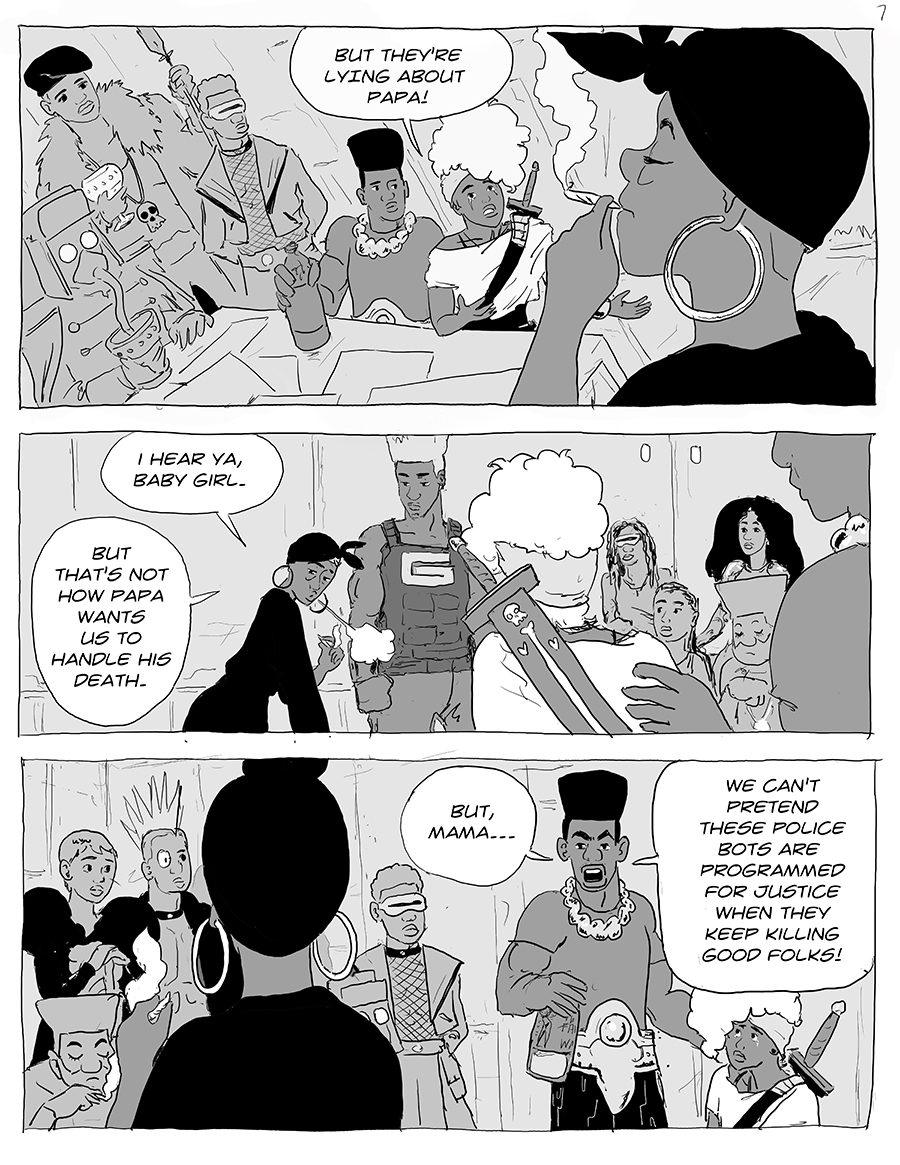 7
BUT THEY'RE
LYING ABOUT
PAPA!
I HEAR YA,
BABY GIRL.
BUT
THAT'S NOT
HOW PAPA
WANTS
US TO
HANDLE HIS
DEATH.
BUT,
MAMA...
WE CAN'T
PRETEND
THESE POLICE
BOTS ARE
PROGRAMMED
FOR JUSTICE
WHEN THEY
KEEP KILLING
GOOD FOLKS!